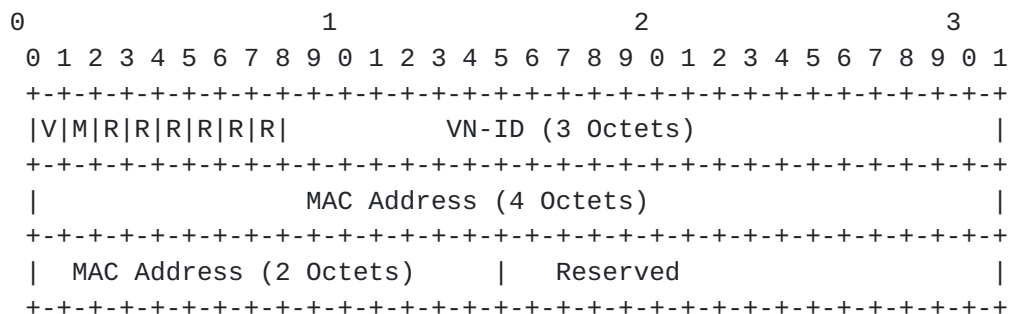 0                   1                   2                   3
 0 1 2 3 4 5 6 7 8 9 0 1 2 3 4 5 6 7 8 9 0 1 2 3 4 5 6 7 8 9 0 1
 +-+-+-+-+-+-+-+-+-+-+-+-+-+-+-+-+-+-+-+-+-+-+-+-+-+-+-+-+-+-+-+
 |V|M|R|R|R|R|R|R|          VN-ID (3 Octets)                   |
 +-+-+-+-+-+-+-+-+-+-+-+-+-+-+-+-+-+-+-+-+-+-+-+-+-+-+-+-+-+-+-+
 |                 MAC Address (4 Octets)                      |
 +-+-+-+-+-+-+-+-+-+-+-+-+-+-+-+-+-+-+-+-+-+-+-+-+-+-+-+-+-+-+-+
 |  MAC Address (2 Octets)     |   Reserved                    |
 +-+-+-+-+-+-+-+-+-+-+-+-+-+-+-+-+-+-+-+-+-+-+-+-+-+-+-+-+-+-+-+